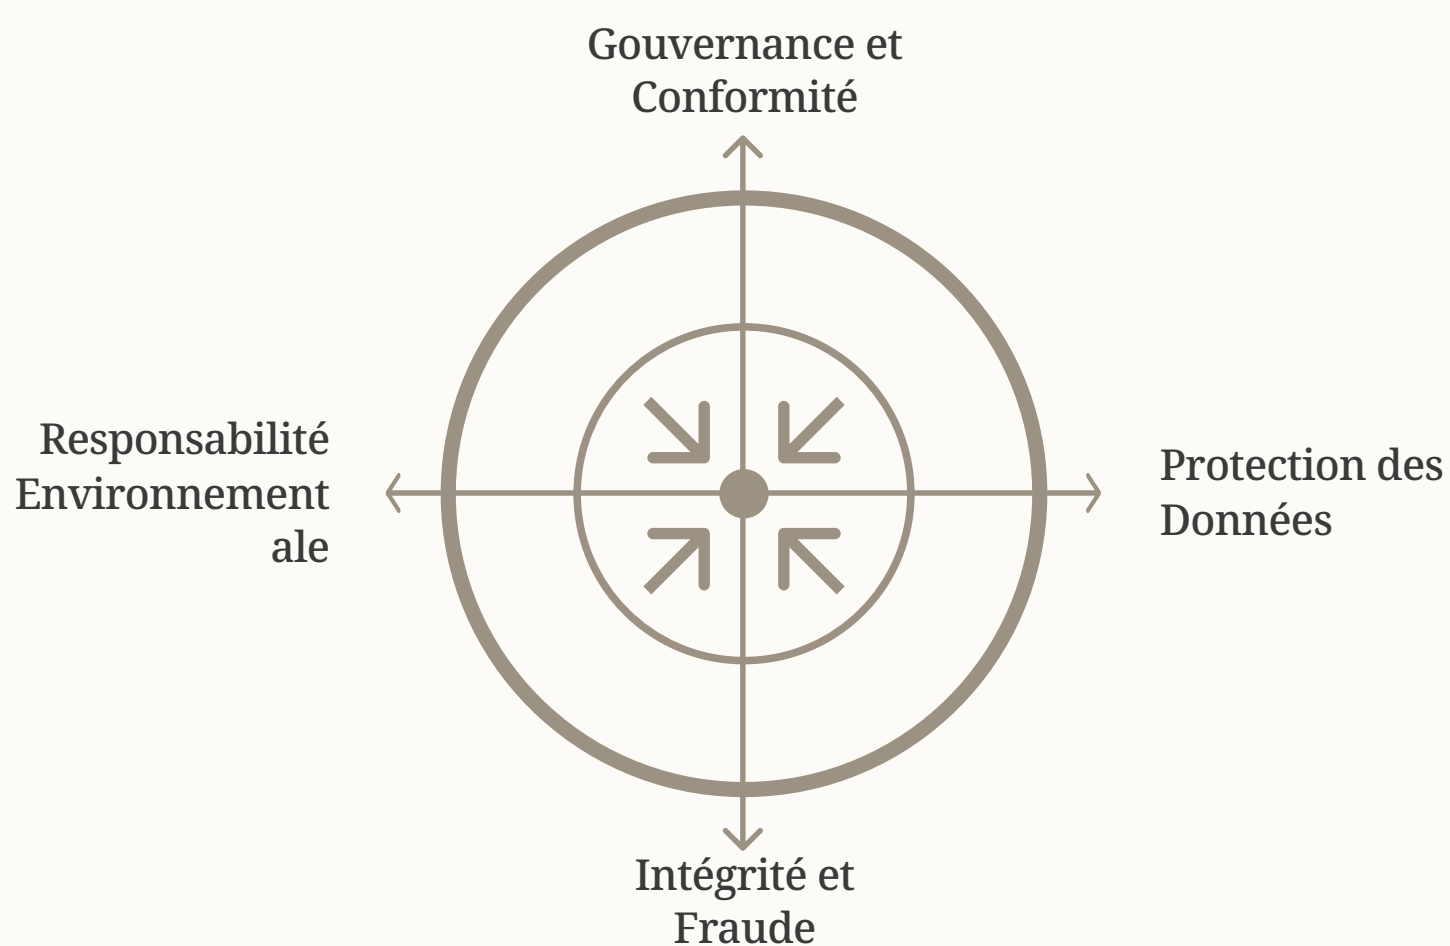 Gouvernance et
Conformité
Responsabilité
Environnement
ale
Protection des
Données
Intégrité et
Fraude